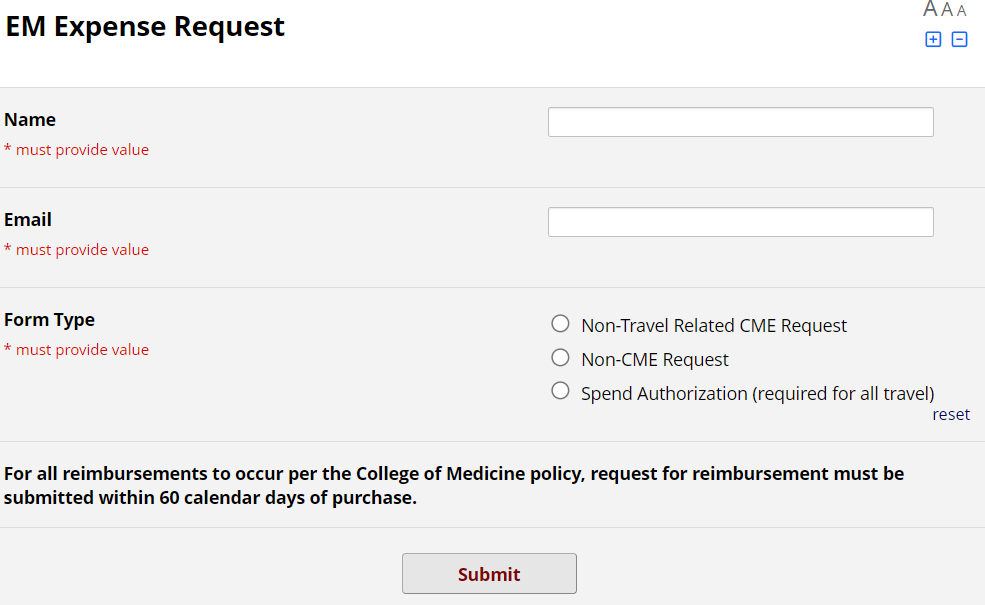 EM Expense Request
A A A
Name
* must provide value
Email
* must provide value
Form Type
* must provide value
Non-Travel Related CME Request
Non-CME Request
Spend Authorization (required for all travel)
reset
For all reimbursements to occur per the College of Medicine policy, request for reimbursement must be
submitted within 60 calendar days of purchase.
Submit